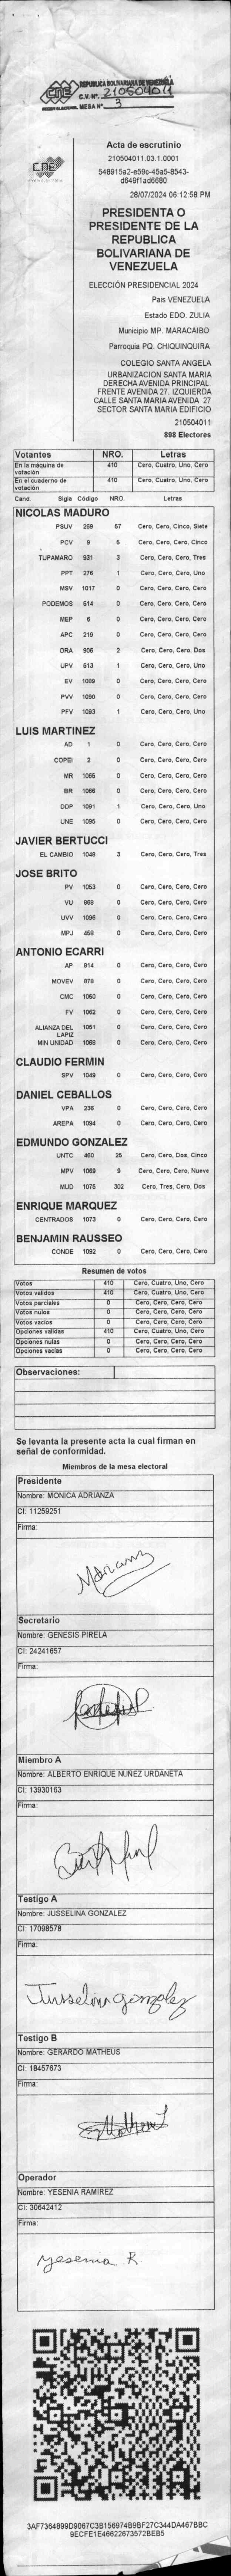 CNE REPUBLICA BOLIVARIANA DE VENEZUELA
C.V. Nº. 210504011
MESA Nº 3
CNE
Acta de escrutinio
210504011.03.1.0001
548915a2-e59c-45a5-8543-
d649f1ad6680
28/07/2024 06:12:58 PM
PRESIDENTA O
PRESIDENTE DE LA
REPUBLICA
BOLIVARIANA DE
VENEZUELA
ELECCIÓN PRESIDENCIAL 2024
Pais VENEZUELA
Estado EDO. ZULIA
Municipio MP. MARACAIBO
Parroquia PQ. CHIQUINQUIRA
COLEGIO SANTA ANGELA
URBANIZACION SANTA MARIA
DERECHA AVENIDA PRINCIPAL.
FRENTE AVENIDA 27. IZQUIERDA
CALLE SANTA MARIA AVENIDA 27
SECTOR SANTA MARIA EDIFICIO
210504011
898 Electores
Votantes NRO. Letras
En la máquina de votación 410 Cero, Cuatro, Uno, Cero
En el cuaderno de votación 410 Cero, Cuatro, Uno, Cero
Cand. Sigla Código NRO. Letras
NICOLAS MADURO
PSUV 269 57 Cero, Cero, Cinco, Siete
PCV 9 5 Cero, Cero, Cero, Cinco
TUPAMARO 931 3 Cero, Cero, Cero, Tres
PPT 276 1 Cero, Cero, Cero, Uno
MSV 1017 0 Cero, Cero, Cero, Cero
PODEMOS 514 0 Cero, Cero, Cero, Cero
MEP 6 0 Cero, Cero, Cero, Cero
APC 219 0 Cero, Cero, Cero, Cero
ORA 906 2 Cero, Cero, Cero, Dos
UPV 513 1 Cero, Cero, Cero, Uno
EV 1089 0 Cero, Cero, Cero, Cero
PVV 1090 0 Cero, Cero, Cero, Cero
PFV 1093 1 Cero, Cero, Cero, Uno
LUIS MARTINEZ
AD 1 0 Cero, Cero, Cero, Cero
COPEI 2 0 Cero, Cero, Cero, Cero
MR 1065 0 Cero, Cero, Cero, Cero
BR 1066 0 Cero, Cero, Cero, Cero
DDP 1091 1 Cero, Cero, Cero, Uno
UNE 1095 0 Cero, Cero, Cero, Cero
JAVIER BERTUCCI
EL CAMBIO 1048 3 Cero, Cero, Cero, Tres
JOSE BRITO
PV 1053 0 Cero, Cero, Cero, Cero
VU 868 0 Cero, Cero, Cero, Cero
UVV 1096 0 Cero, Cero, Cero, Cero
MPJ 458 0 Cero, Cero, Cero, Cero
ANTONIO ECARRI
AP 814 0 Cero, Cero, Cero, Cero
MOVEV 879 0 Cero, Cero, Cero, Cero
CMC 1050 0 Cero, Cero, Cero, Cero
FV 1062 0 Cero, Cero, Cero, Cero
ALIANZA DEL LAPIZ 1051 0 Cero, Cero, Cero, Cero
MIN UNIDAD 1068 0 Cero, Cero, Cero, Cero
CLAUDIO FERMIN
SPV 1049 0 Cero, Cero, Cero, Cero
DANIEL CEBALLOS
VPA 236 0 Cero, Cero, Cero, Cero
AREPA 1094 0 Cero, Cero, Cero, Cero
EDMUNDO GONZALEZ
UNTC 460 25 Cero, Cero, Dos, Cinco
MPV 1069 9 Cero, Cero, Cero, Nueve
MUD 1075 302 Cero, Tres, Cero, Dos
ENRIQUE MARQUEZ
CENTRADOS 1073 0 Cero, Cero, Cero, Cero
BENJAMIN RAUSSEO
CONDE 1092 0 Cero, Cero, Cero, Cero
Resumen de votos
Votos 410 Cero, Cuatro, Uno, Cero
Votos validos 410 Cero, Cuatro, Uno, Cero
Votos parciales 0 Cero, Cero, Cero, Cero
Votos nulos 0 Cero, Cero, Cero, Cero
Votos vacios 0 Cero, Cero, Cero, Cero
Opciones validas 410 Cero, Cuatro, Uno, Cero
Opciones nulas 0 Cero, Cero, Cero, Cero
Opciones vacias 0 Cero, Cero, Cero, Cero
Observaciones:
Se levanta la presente acta la cual firman en
señal de conformidad.
Miembros de la mesa electoral
Presidente
Nombre: MONICA ADRIANZA
CI: 11259251
Firma:
Secretario
Nombre: GENESIS PIRELA
CI: 24241657
Firma:
Miembro A
Nombre: ALBERTO ENRIQUE NUÑEZ URDANETA
CI: 13930163
Firma:
Testigo A
Nombre: JUSSELINA GONZALEZ
CI: 17098578
Firma:
Jusselina gonzalez
Testigo B
Nombre: GERARDO MATHEUS
CI: 18457673
Firma:
Operador
Nombre: YESENIA RAMIREZ
CI: 30642412
Firma:
Yesenia R.
3AF7364899D9067C3B156974B9BF27C344DA467BBC
9ECFE1E46622673572BEB5